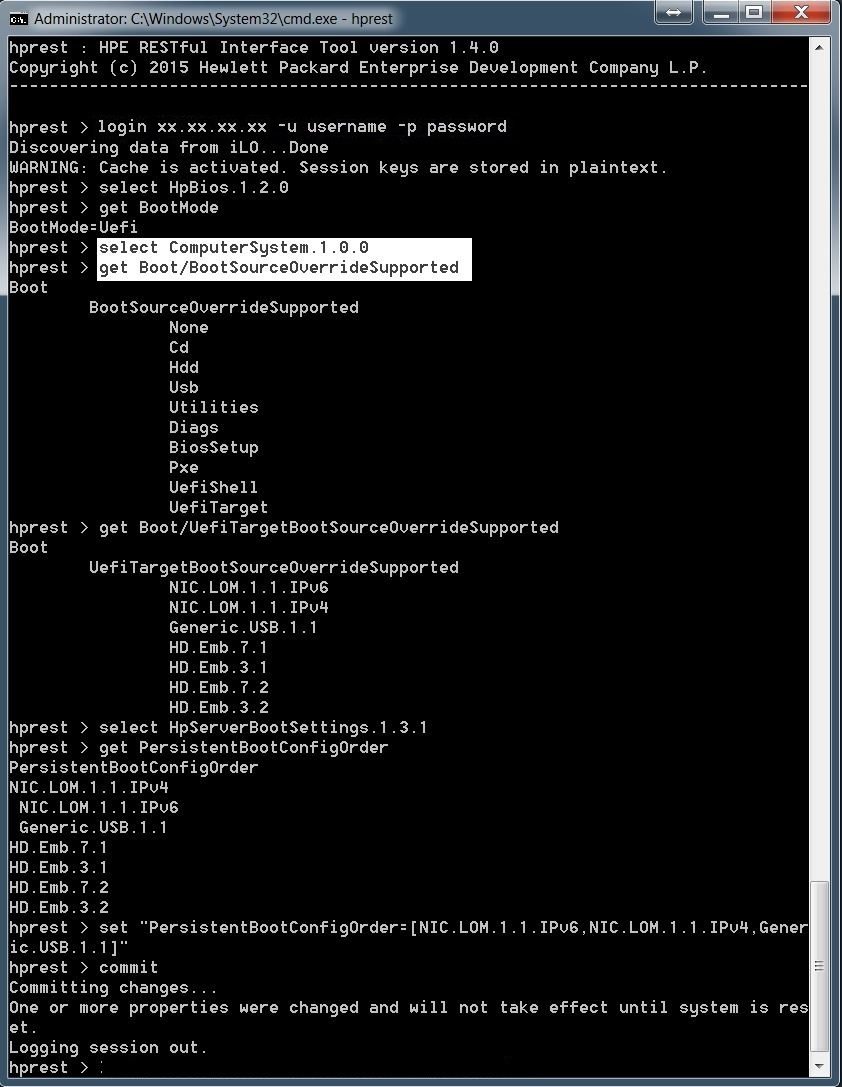 Administrator: C:\Windows\System32\cmd.exe - hprest
hprest : HPE RESTful Interface Tool version 1.4.0
Copyright (c) 2015 Hewlett Packard Enterprise Development Company L.P.
--------------------------------------------------------------------------------
hprest > login xx.xx.xx.xx -u username -p password
Discovering data from iLO...Done
WARNING: Cache is activated. Session keys are stored in plaintext.
hprest > select HpBios.1.2.0
hprest > get BootMode
BootMode=Uefi
hprest > select ComputerSystem.1.0.0
hprest > get Boot/BootSourceOverrideSupported
Boot
BootSourceOverrideSupported
None
Cd
Hdd
Usb
Utilities
Diags
BiosSetup
Pxe
UefiShell
UefiTarget
hprest > get Boot/UefiTargetBootSourceOverrideSupported
Boot
UefiTargetBootSourceOverrideSupported
NIC.LOM.1.1.IPv6
NIC.LOM.1.1.IPv4
Generic.USB.1.1
HD.Emb.7.1
HD.Emb.3.1
HD.Emb.7.2
HD.Emb.3.2
hprest > select HpServerBootSettings.1.3.1
hprest > get PersistentBootConfigOrder
PersistentBootConfigOrder
NIC.LOM.1.1.IPv4
NIC.LOM.1.1.IPv6
Generic.USB.1.1
HD.Emb.7.1
HD.Emb.3.1
HD.Emb.7.2
HD.Emb.3.2
hprest > set "PersistentBootConfigOrder=[NIC.LOM.1.1.IPv6,NIC.LOM.1.1.IPv4,Gener
ic.USB.1.1]"
hprest > commit
Committing changes...
One or more properties were changed and will not take effect until system is res
et.
Logging session out.
hprest >